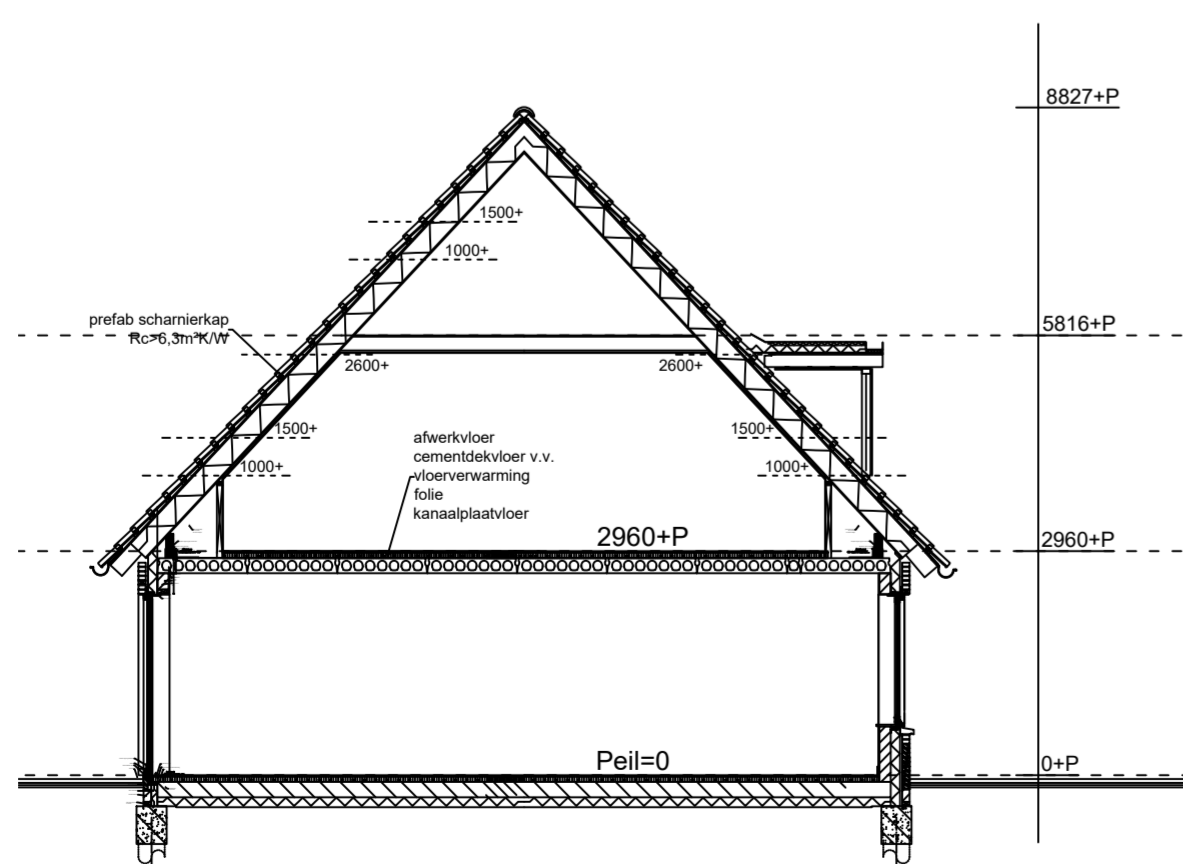 8827+P
1500+
1000+
prefab scharnierkap
Rc>6,3m²K/W
5816+P
2600+
2600+
1500+
1500+
1000+
1000+
afwerkvloer
cementdekvloer v.v.
vloerverwarming
folie
kanaalplaatvloer
2960+P
2960+P
Peil=0
0+P